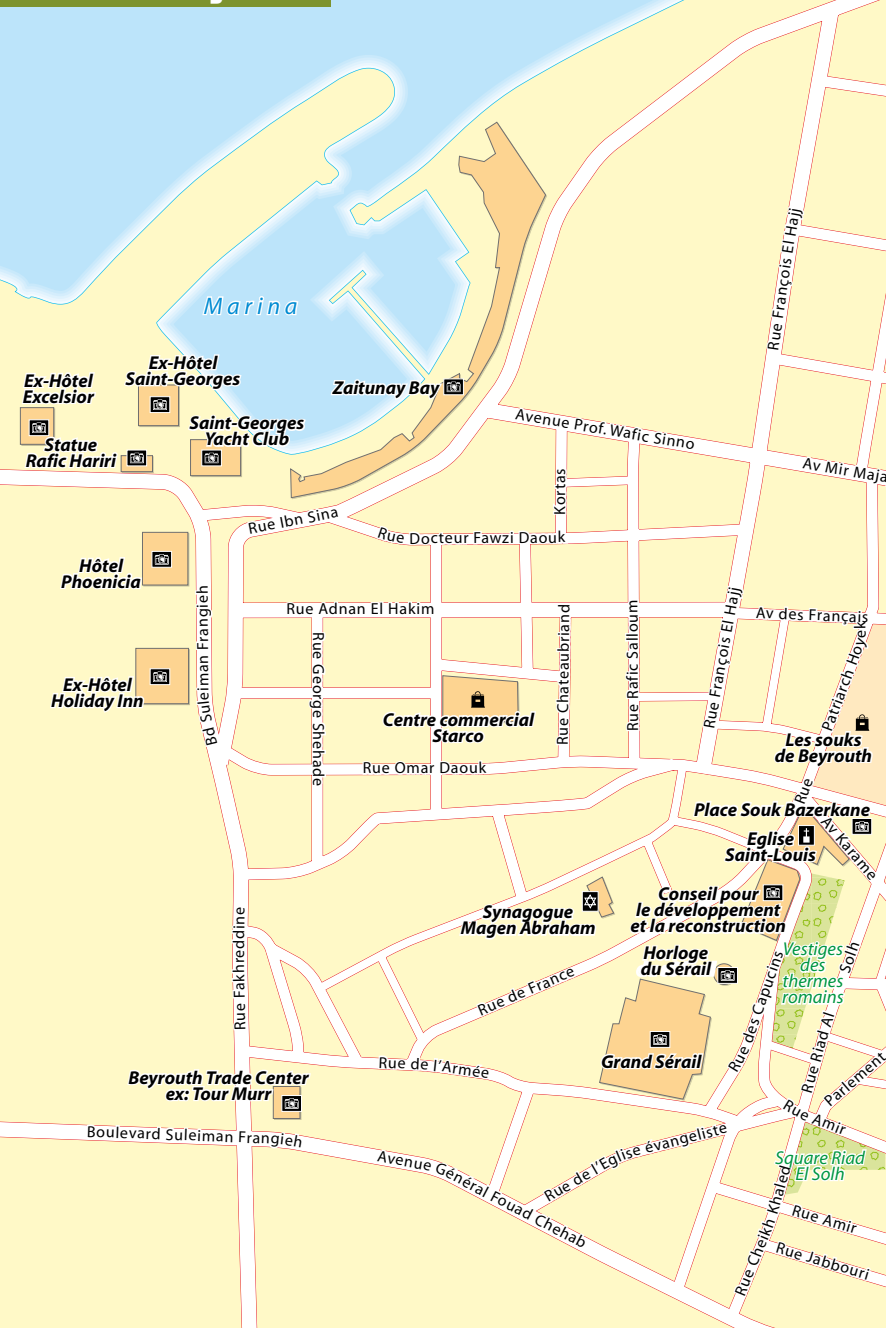 Marina
Ex-Hôtel
Saint-Georges
Ex-Hôtel
Excelsior
Zaitunay Bay
Saint-Georges
Yacht Club
Statue
Rafic Hariri
Rue François El Hajj
Avenue Prof. Wafic Sinno
Av Mir Maja
Kortas
Rue Ibn Sina
Rue Docteur Fawzi Daouk
Hôtel
Phoenicia
Bd Suleiman Frangieh
Rue Adnan El Hakim
Av des Français
Rue George Shehade
Rue Chateaubriand
Rue Rafic Salloum
Rue François El Hajj
Rue Patriarch Hoyek
Ex-Hôtel
Holiday Inn
Centre commercial
Starco
Les souks
de Beyrouth
Rue Omar Daouk
Place Souk Bazerkane
Av Karame
Eglise
Saint-Louis
Conseil pour
le développement
et la reconstruction
Synagogue
Magen Abraham
Rue Fakhreddine
Horloge
du Sérail
Vestiges
des
thermes
romains
Rue de France
Rue des Capucins
Rue Riad Al Solh
Grand Sérail
Rue de l'Armée
Beyrouth Trade Center
ex: Tour Murr
Parlement
Rue Amir
Boulevard Suleiman Frangieh
Rue de l'Eglise évangeliste
Avenue Général Fouad Chehab
Square Riad
El Solh
Rue Cheikh Khaled
Rue Amir
Rue Jabbouri